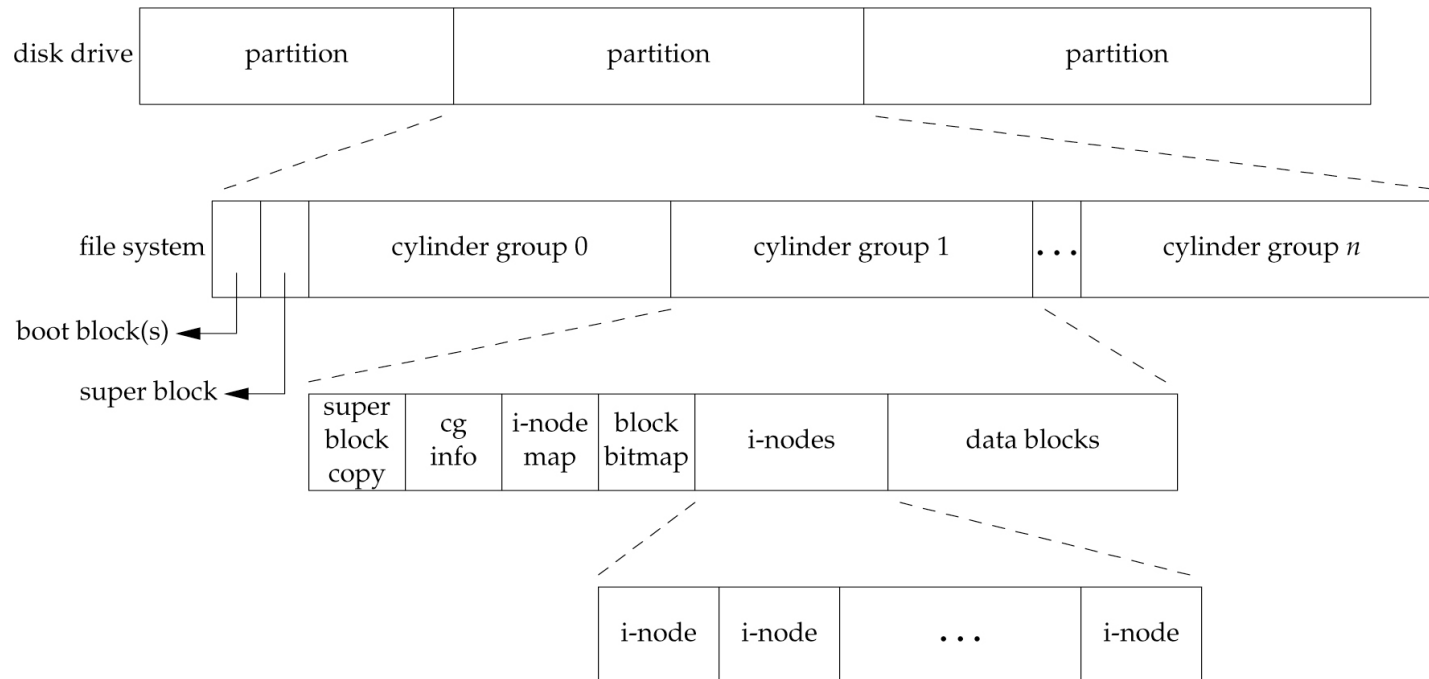 disk drive
partition
partition
partition
file system
cylinder group 0
cylinder group 1
...
cylinder group n
boot block(s)
super block
super
block
copy
cg
info
i-node
map
block
bitmap
i-nodes
data blocks
i-node
i-node
...
i-node